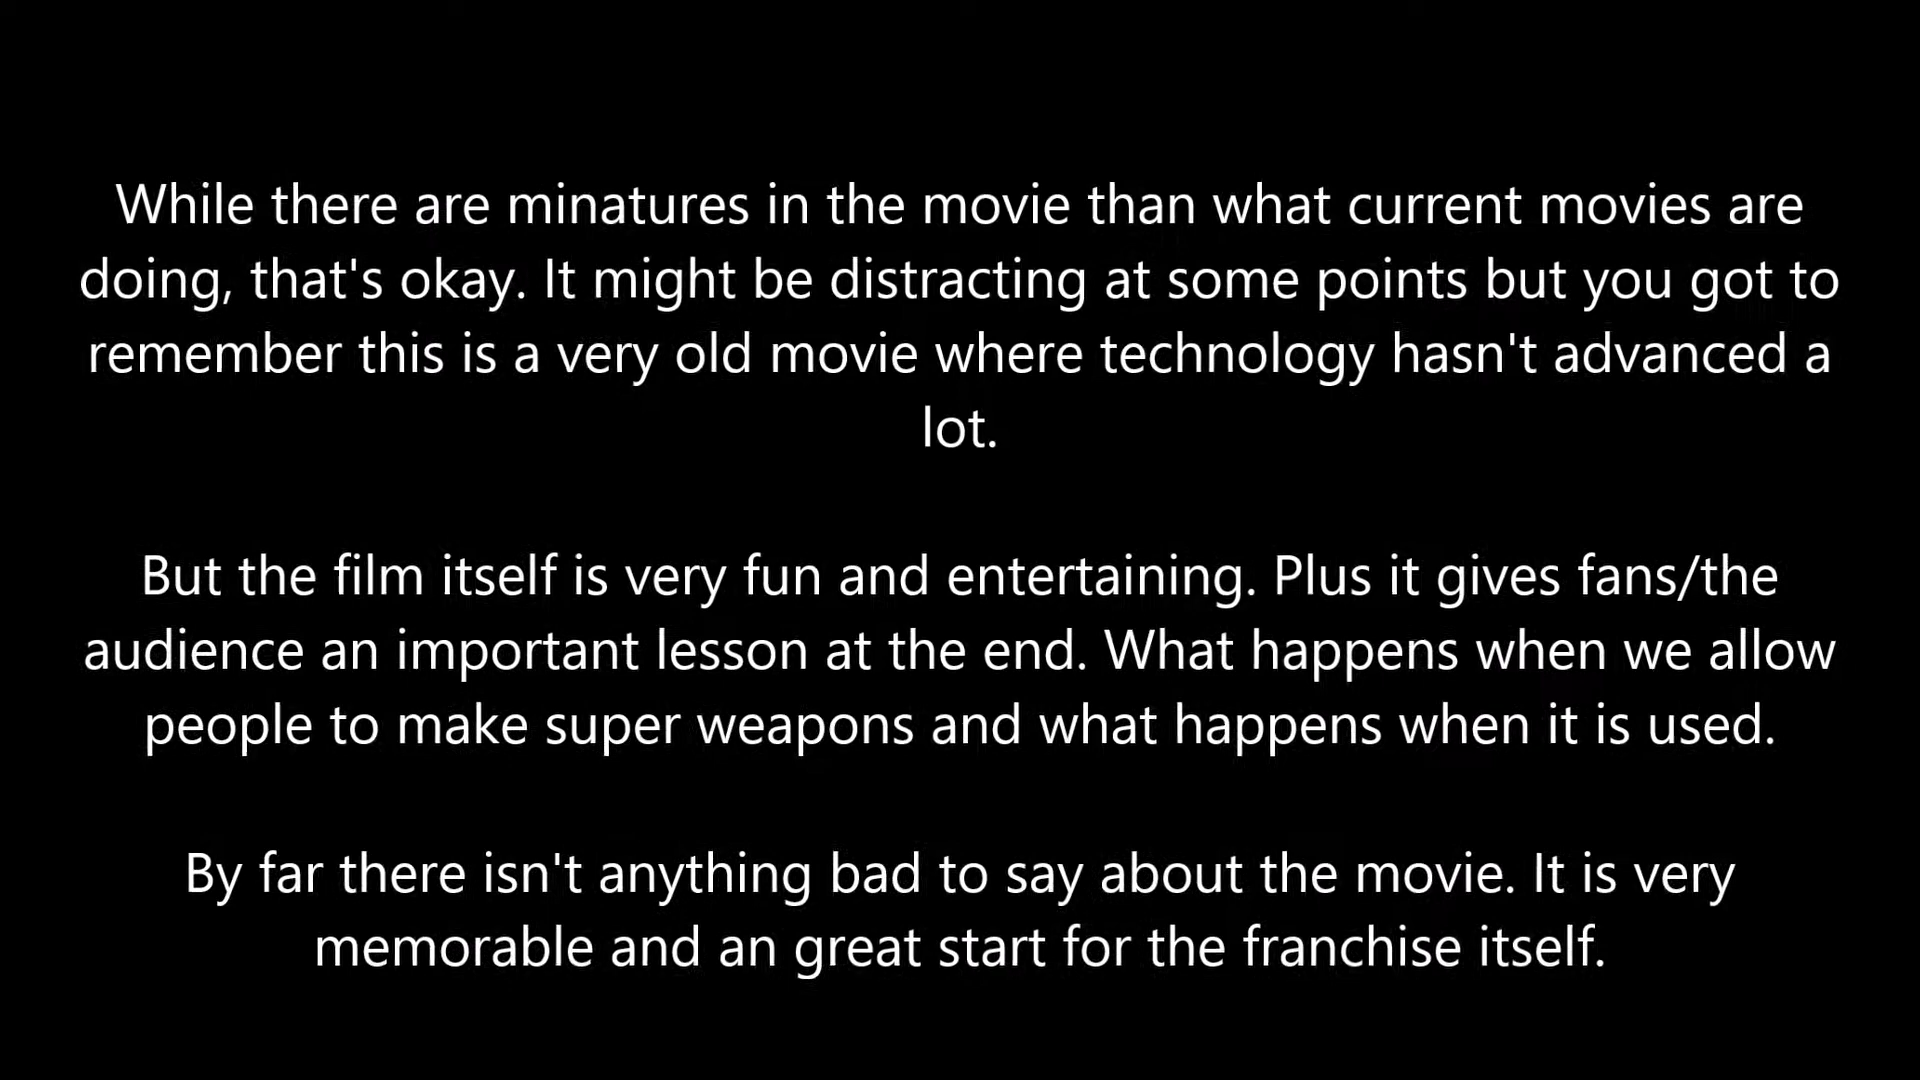 While there are minatures in the movie than what current movies are
doing, that's okay. It might be distracting at some points but you got to
remember this is a very old movie where technology hasn't advanced a
lot.
But the film itself is very fun and entertaining. Plus it gives fans/the
audience an important lesson at the end. What happens when we allow
people to make super weapons and what happens when it is used.
By far there isn't anything bad to say about the movie. It is very
memorable and an great start for the franchise itself.